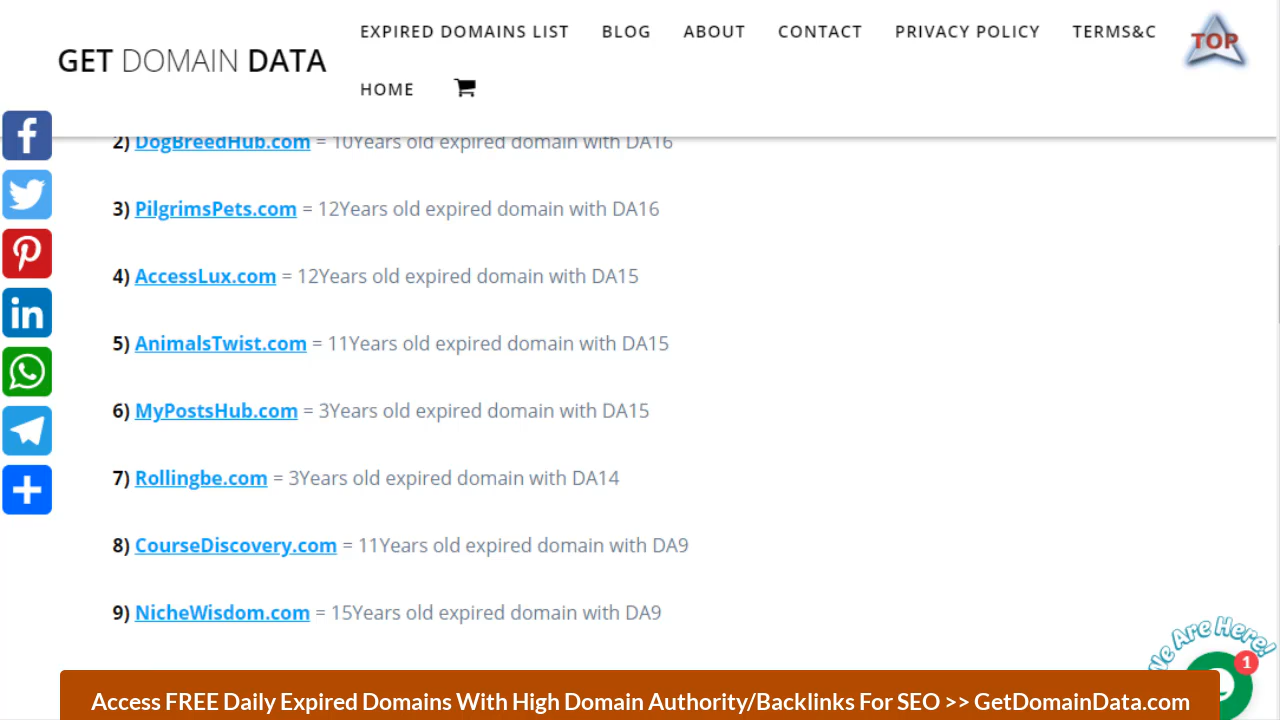 EXPIRED DOMAINS LIST BLOG ABOUT CONTACT PRIVACY POLICY TERMS&C
TOP
GET DOMAIN DATA
HOME
2) DogBreedHub.com = 10Years old expired domain with DA16
3) PilgrimsPets.com = 12Years old expired domain with DA16
4) AccessLux.com = 12Years old expired domain with DA15
5) AnimalsTwist.com = 11Years old expired domain with DA15
6) MyPostsHub.com = 3Years old expired domain with DA15
7) Rollingbe.com = 3Years old expired domain with DA14
8) CourseDiscovery.com = 11Years old expired domain with DA9
9) NicheWisdom.com = 15Years old expired domain with DA9
We Are Here!
1
Access FREE Daily Expired Domains With High Domain Authority/Backlinks For SEO >> GetDomainData.com